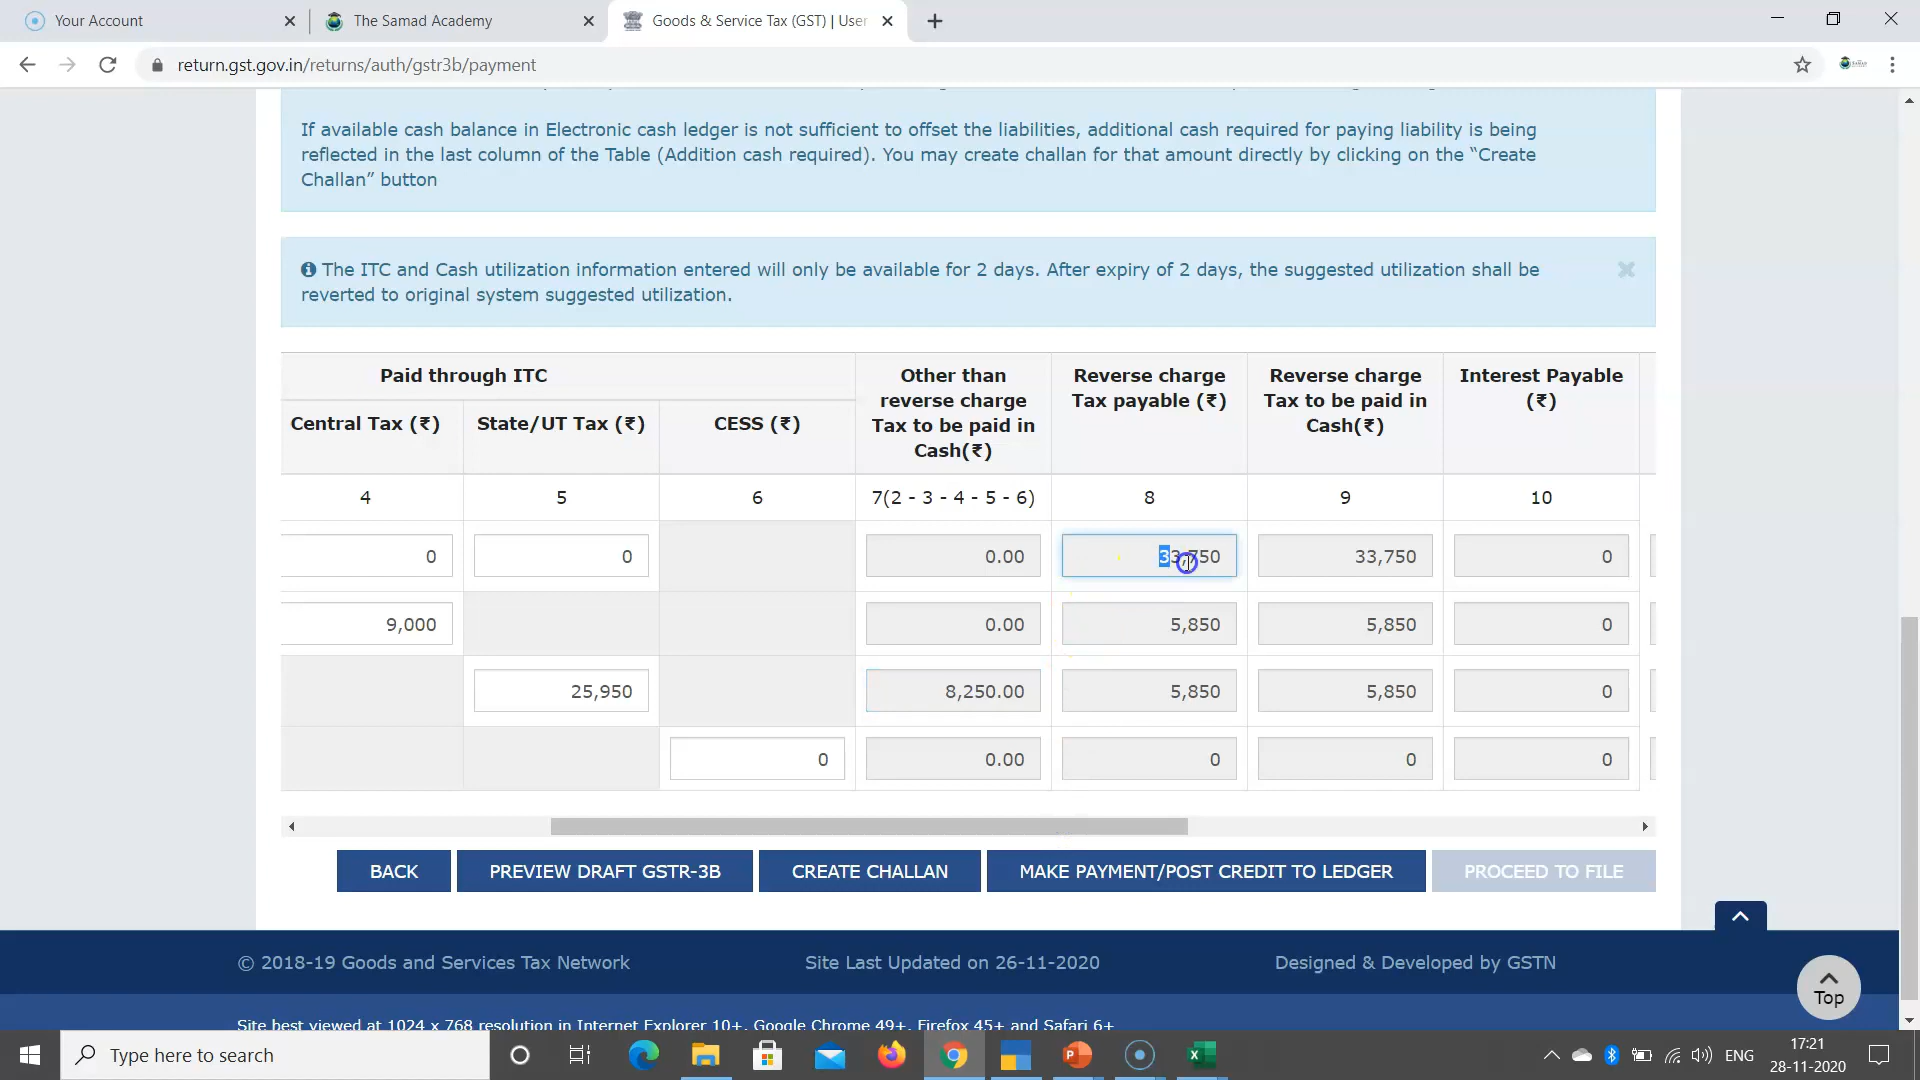 Your Account
The Samad Academy
Goods & Service Tax (GST) | User
return.gst.gov.in/returns/auth/gstr3b/payment
If available cash balance in Electronic cash ledger is not sufficient to offset the liabilities, additional cash required for paying liability is being
reflected in the last column of the Table (Addition cash required). You may create challan for that amount directly by clicking on the “Create
Challan” button
The ITC and Cash utilization information entered will only be available for 2 days. After expiry of 2 days, the suggested utilization shall be
reverted to original system suggested utilization.
Paid through ITC
Central Tax (₹) State/UT Tax (₹) CESS (₹)
Other than
reverse charge
Tax to be paid in
Cash(₹)
Reverse charge
Tax payable (₹)
Reverse charge
Tax to be paid in
Cash(₹)
Interest Payable
(₹)
4 5 6 7(2 - 3 - 4 - 5 - 6) 8 9 10
0 0 0.00 33,750 33,750 0
9,000 0.00 5,850 5,850 0
25,950 8,250.00 5,850 5,850 0
0 0.00 0 0 0
BACK PREVIEW DRAFT GSTR-3B CREATE CHALLAN MAKE PAYMENT/POST CREDIT TO LEDGER PROCEED TO FILE
© 2018-19 Goods and Services Tax Network Site Last Updated on 26-11-2020 Designed & Developed by GSTN
Top
Site best viewed at 1024 x 768 resolution in Internet Explorer 10+, Google Chrome 49+, Firefox 45+ and Safari 6+
Type here to search
ENG
17:21
28-11-2020